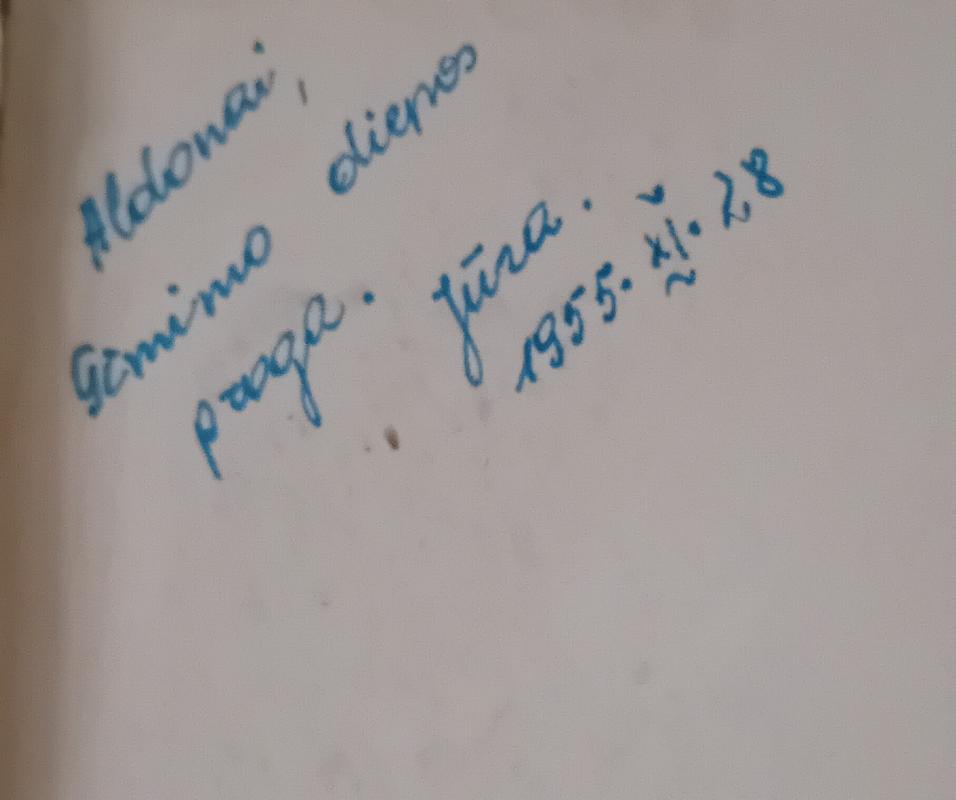 Aldonai,
Gimimo dienos
proga. Jūra.
1955. XI. 28